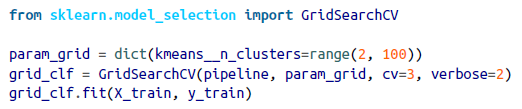 from sklearn.model_selection import GridSearchCV
param_grid = dict(kmeans__n_clusters=range(2, 100))
grid_clf = GridSearchCV(pipeline, param_grid, cv=3, verbose=2)
grid_clf.fit(X_train, y_train)